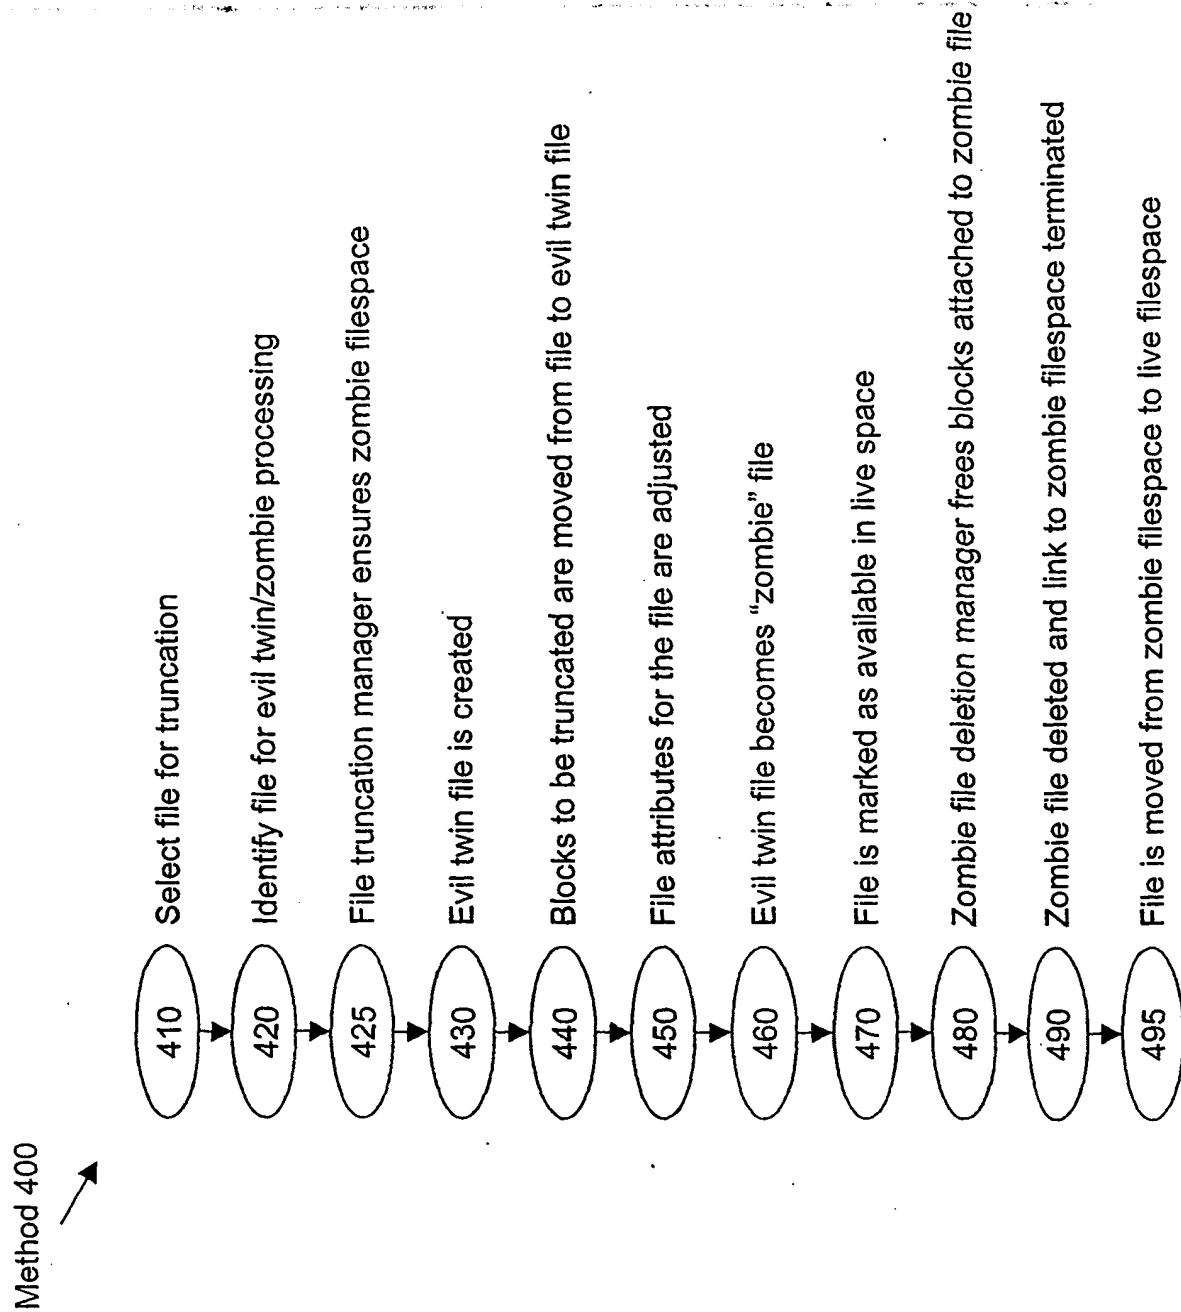 Method 400
410 Select file for truncation
420 Identify file for evil twin/zombie processing
425 File truncation manager ensures zombie filespace
430 Evil twin file is created
440 Blocks to be truncated are moved from file to evil twin file
450 File attributes for the file are adjusted
460 Evil twin file becomes “zombie” file
470 File is marked as available in live space
480 Zombie file deletion manager frees blocks attached to zombie file
490 Zombie file deleted and link to zombie filespace terminated
495 File is moved from zombie filespace to live filespace